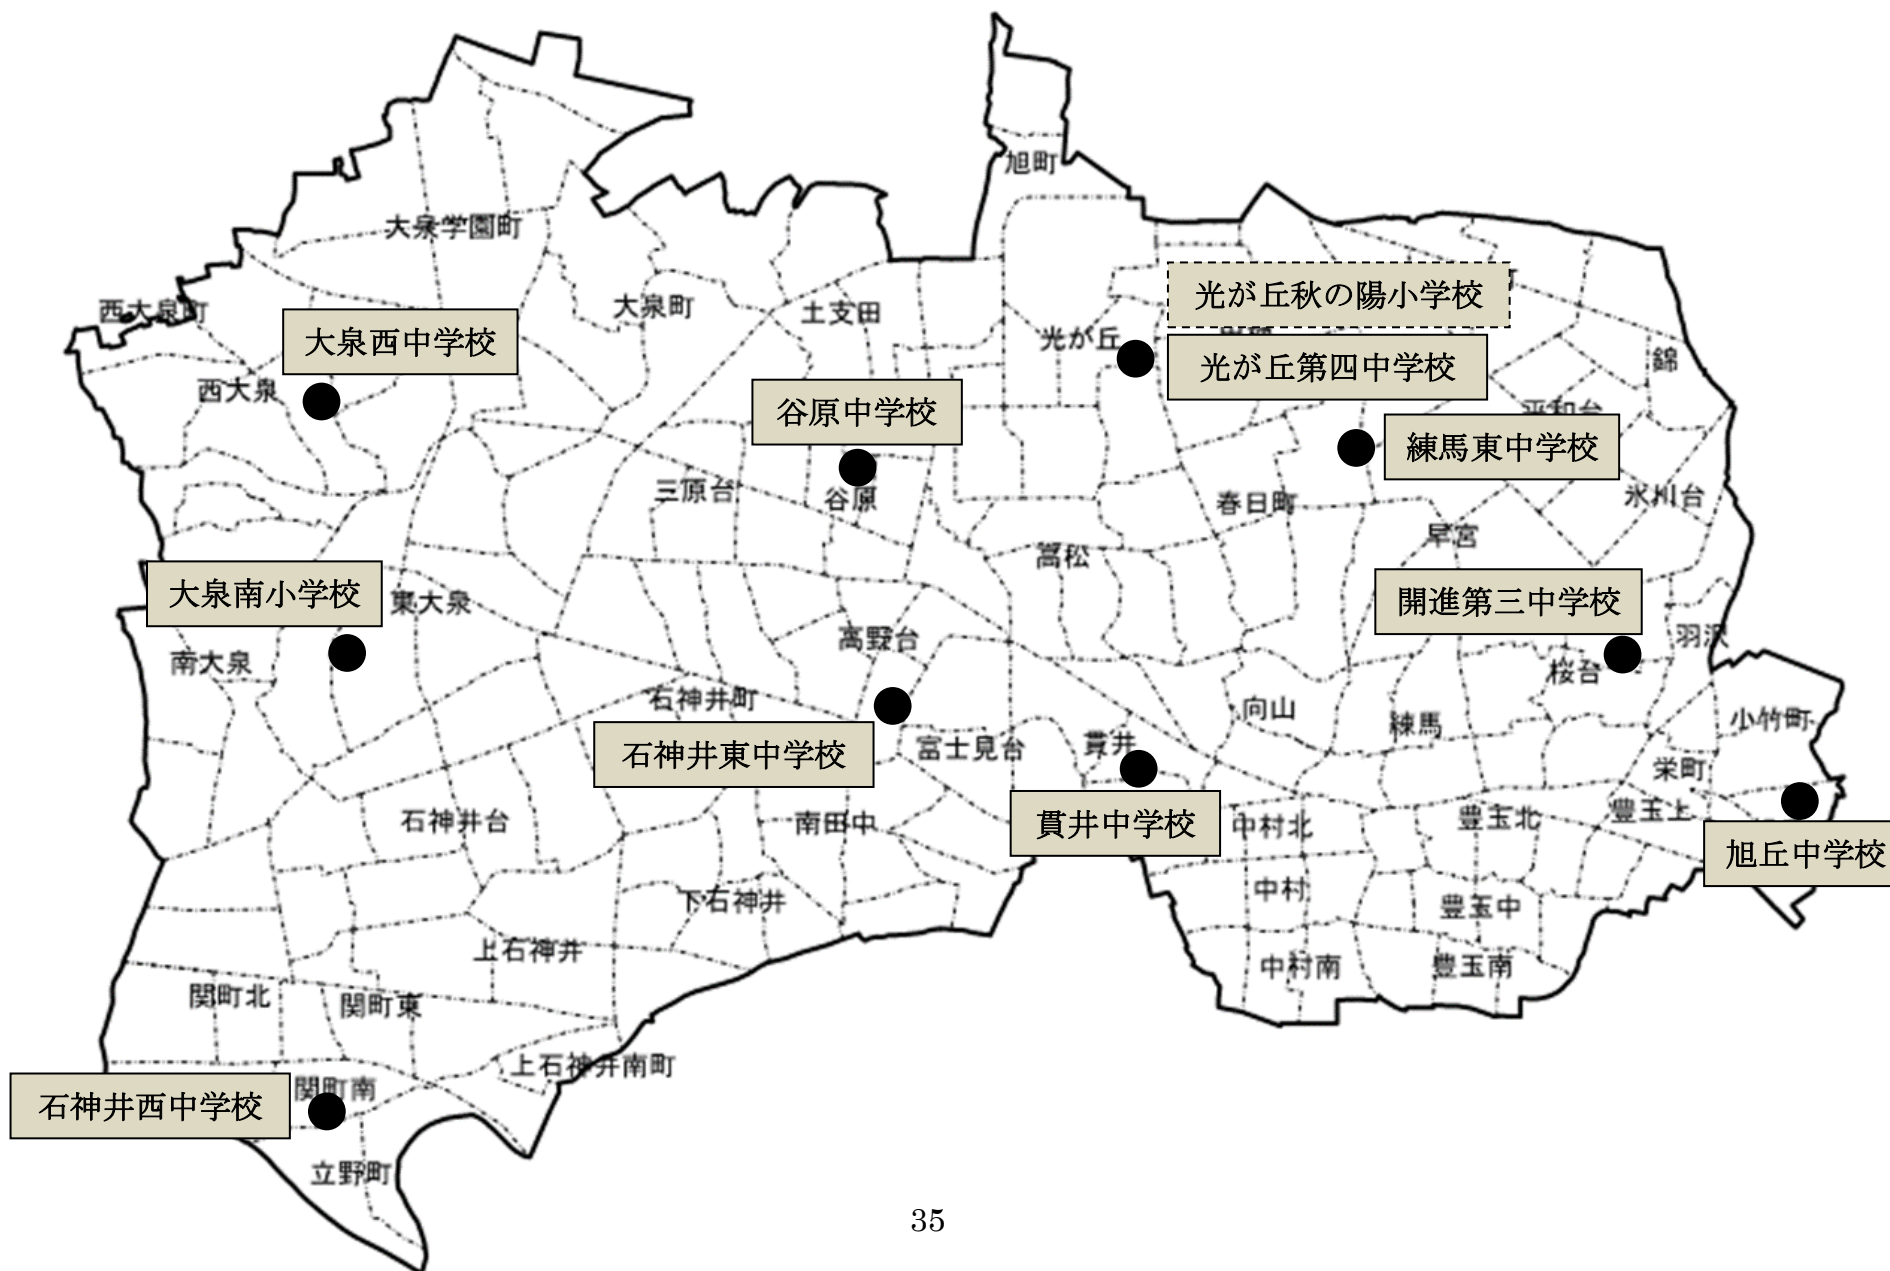 旭町
大泉学園町
光が丘秋の陽小学校
西大泉町
大泉町
土支田
大泉西中学校
光が丘
光が丘第四中学校
錦
西大泉
谷原中学校
平和台
練馬東中学校
三原台
谷原
春日町
氷川台
早宮
高松
大泉南小学校
東大泉
開進第三中学校
高野台
羽沢
南大泉
桜台
石神井町
向山
練馬
小竹町
石神井東中学校
富士見台
貫井
栄町
石神井台
南田中
貫井中学校
中村北
豊玉北
豊玉上
旭丘中学校
下石神井
中村
豊玉中
上石神井
中村南
豊玉南
関町北
関町東
上石神井南町
関町南
石神井西中学校
立野町
35